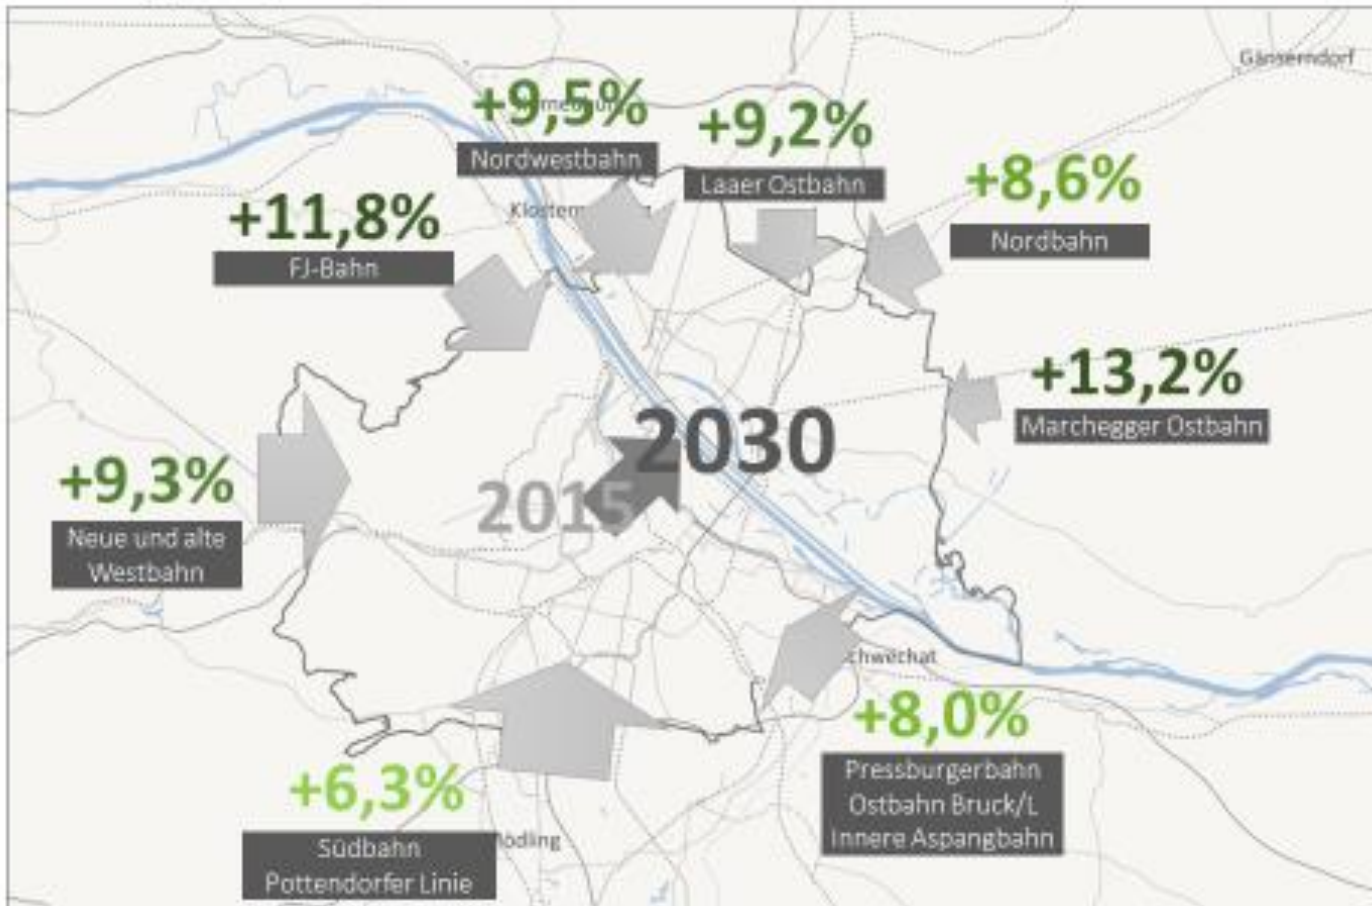 Gänserndorf
+9,5%
Nordwestbahn
+9,2%
Laaer Ostbahn
+8,6%
Nordbahn
+11,8%
FJ-Bahn
+13,2%
Marchegger Ostbahn
2030
2015
+9,3%
Neue und alte
Westbahn
+8,0%
Pressburgerbahn
Ostbahn Bruck/L
Innere Aspangbahn
+6,3%
Südbahn
Pottendorfer Linie